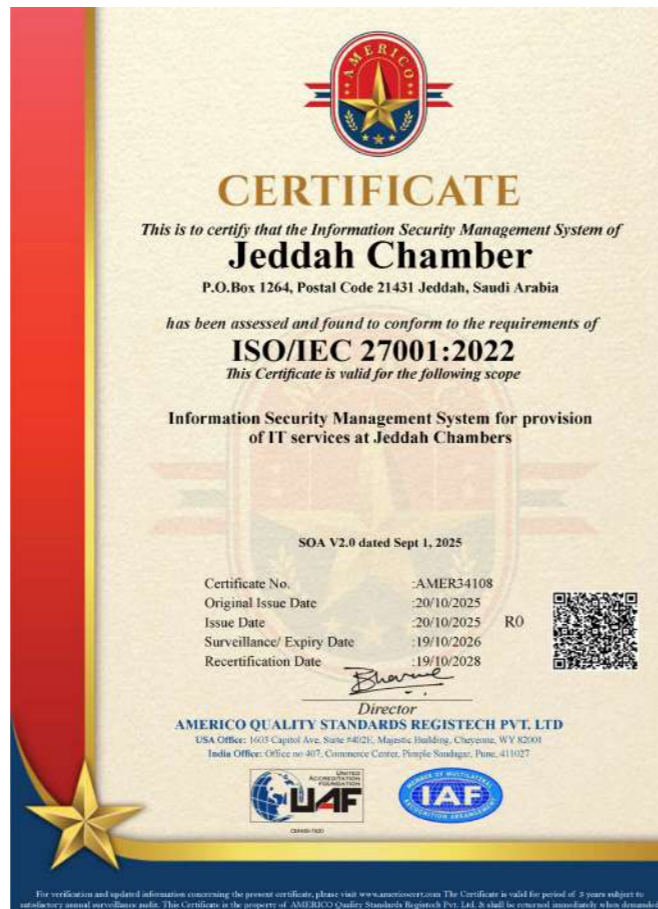 AMERICO
CERTIFICATE
This is to certify that the Information Security Management System of
Jeddah Chamber
P.O.Box 1264, Postal Code 21431 Jeddah, Saudi Arabia
has been assessed and found to conform to the requirements of
ISO/IEC 27001:2022
This Certificate is valid for the following scope
Information Security Management System for provision
of IT services at Jeddah Chambers
SOA V2.0 dated Sept 1, 2025
Certificate No. :AMER34108
Original Issue Date :20/10/2025
Issue Date :20/10/2025 R0
Surveillance/ Expiry Date :19/10/2026
Recertification Date :19/10/2028
Director
AMERICO QUALITY STANDARDS REGISTECH PVT. LTD
USA Office: 1603 Capitol Ave, Suite #402E, Majestic Building, Cheyenne, WY 82001
India Office: Office no 407, Commerce Center, Pimple Saudagar, Pune, 411027
UNITED
ACCREDITATION
FOUNDATION
UAF
MEMBER OF MULTILATERAL
IAF
RECOGNITION ARRANGEMENT
For verification and updated information concerning the present certificate, please visit www.americocert.com The Certificate is valid for period of 3 years subject to
satisfactory annual surveillance audit. This Certificate is the property of AMERICO Quality Standards Registech Pvt. Ltd. & shall be returned immediately when demanded